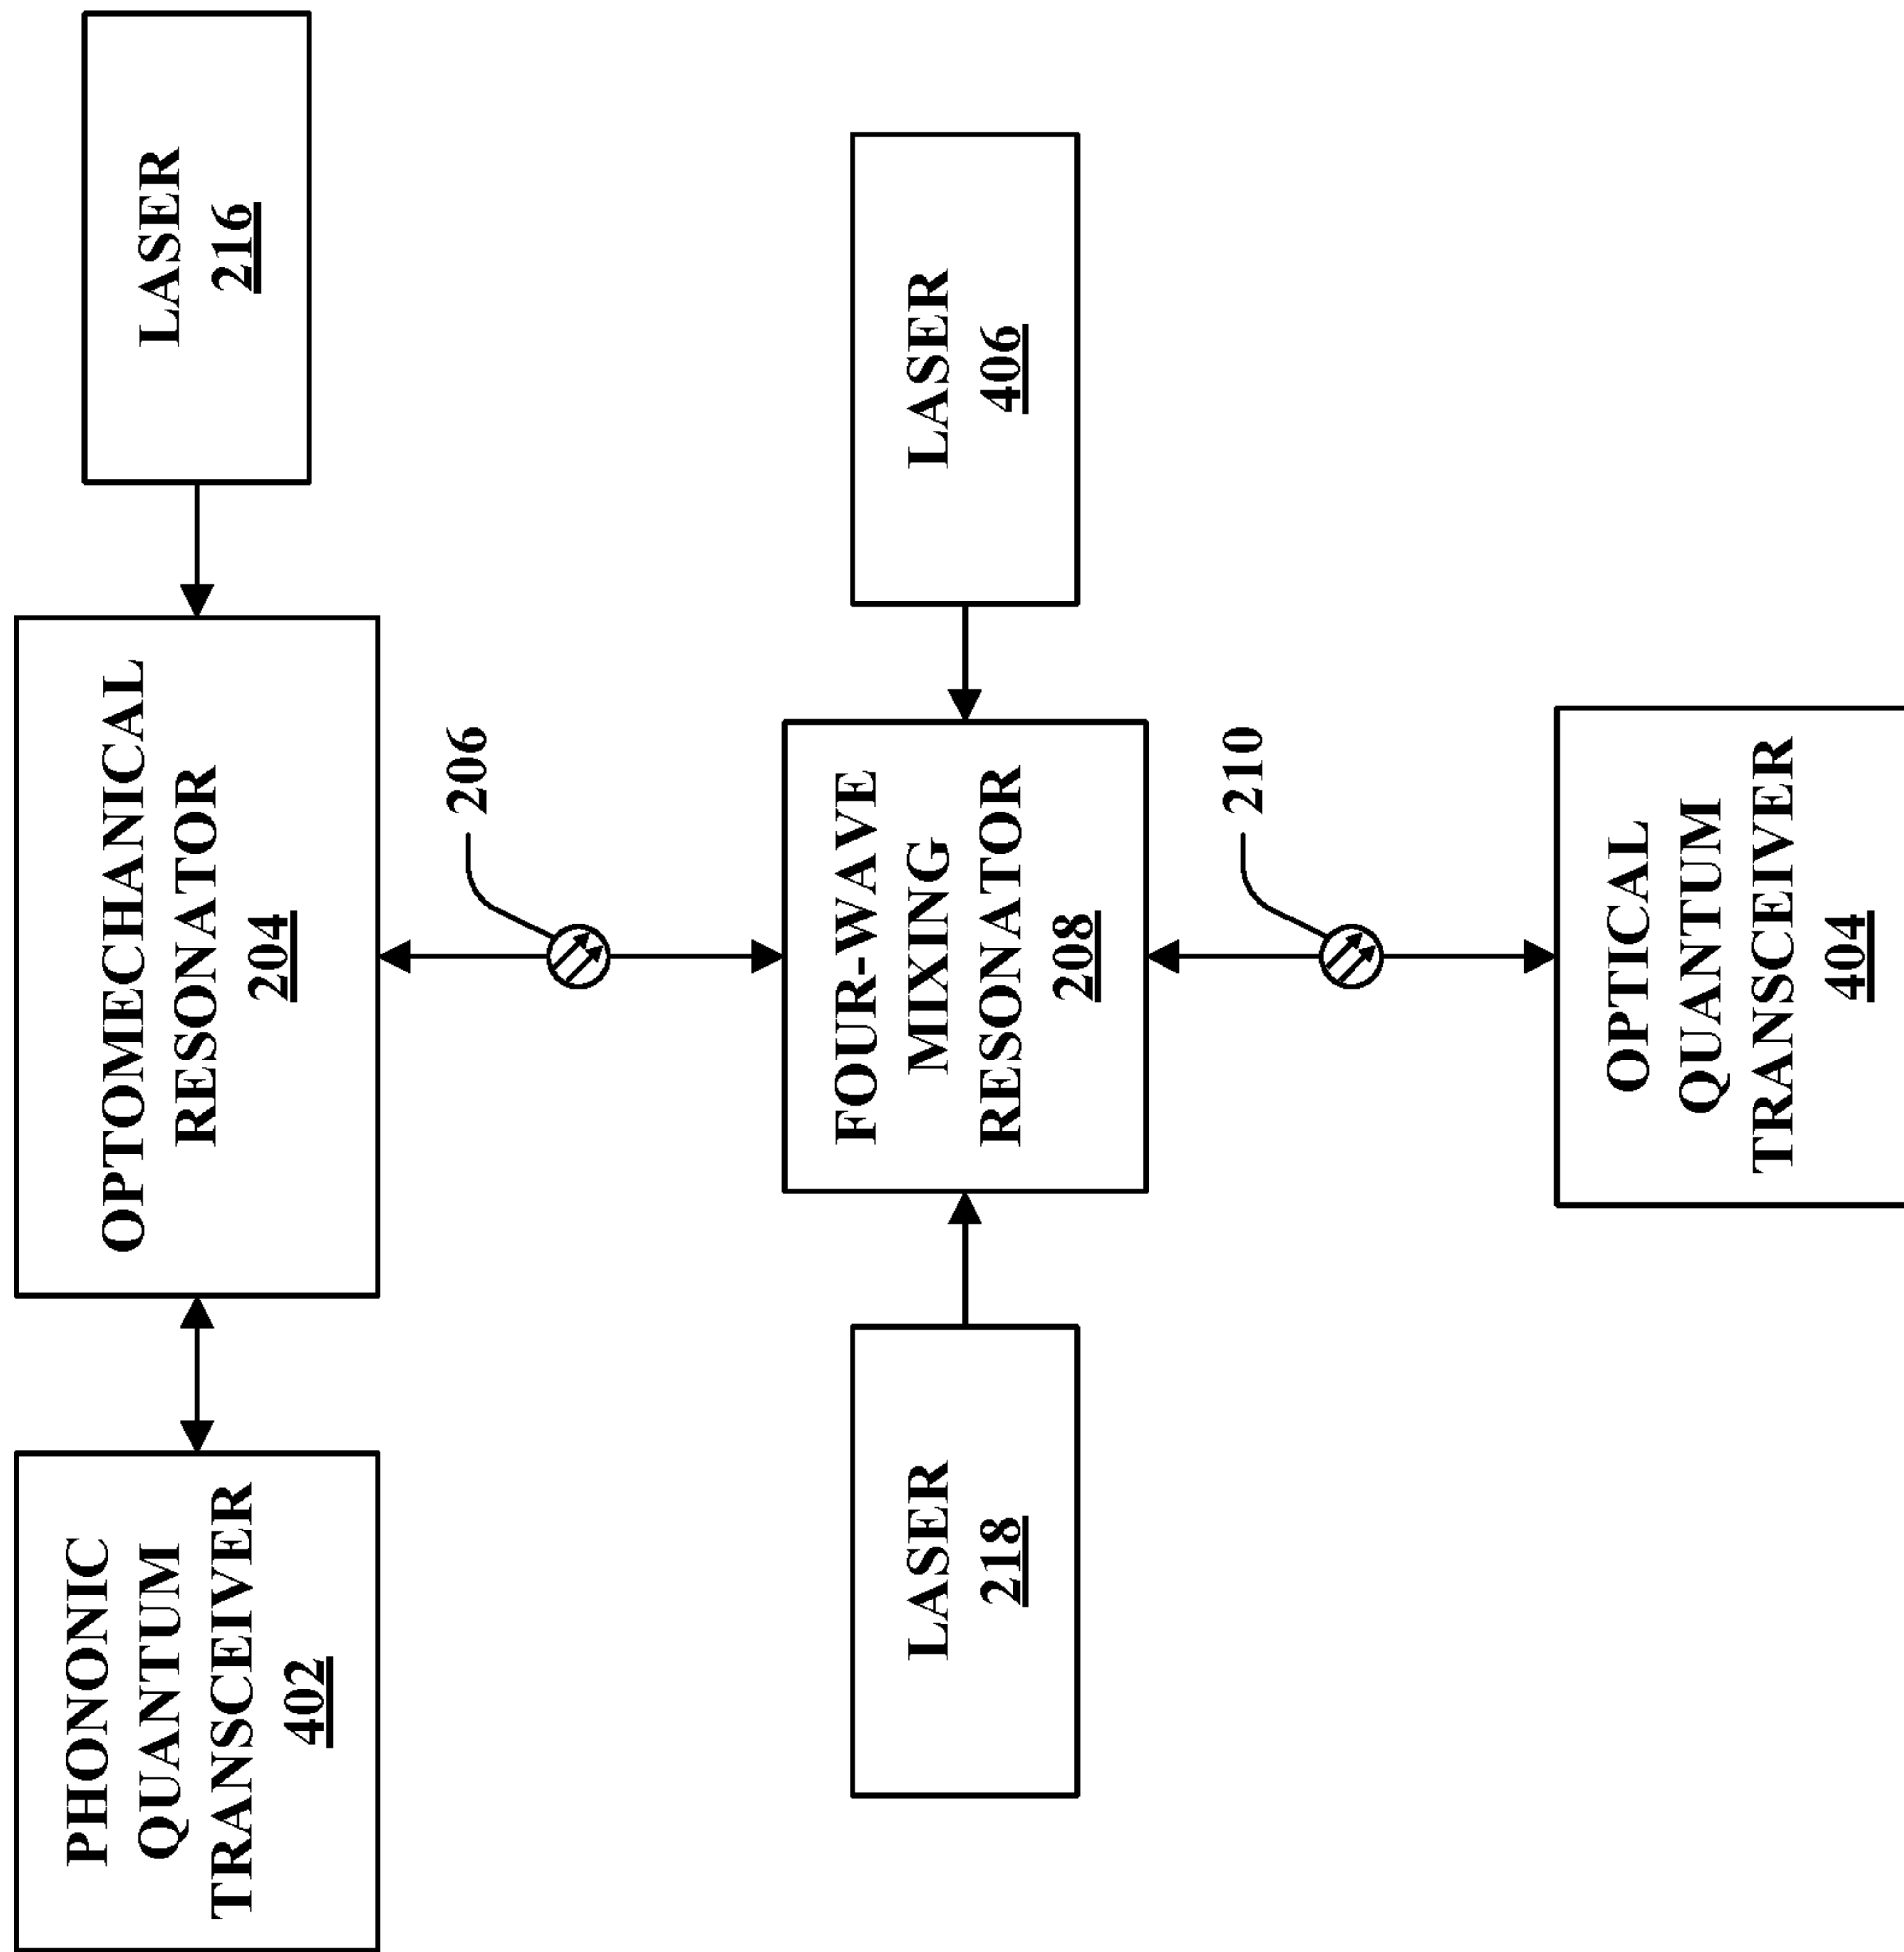 PHONONIC
QUANTUM
TRANSCEIVER
402
OPTOMECHANICAL
RESONATOR
204
LASER
216
206
LASER
218
FOUR-WAVE
MIXING
RESONATOR
208
LASER
406
210
OPTICAL
QUANTUM
TRANSCEIVER
404